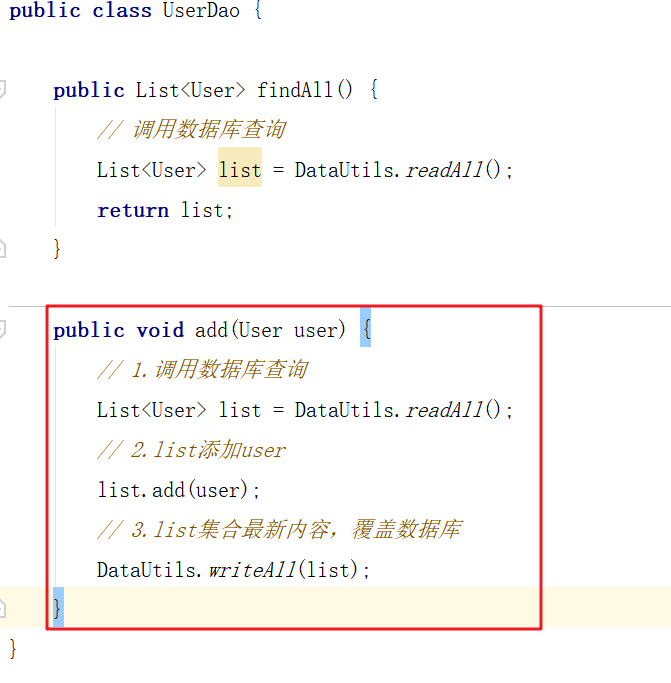 public class UserDao {
public List<User> findAll() {
// 调用数据库查询
List<User> list = DataUtils.readAll();
return list;
}
public void add(User user) {
// 1.调用数据库查询
List<User> list = DataUtils.readAll();
// 2.list添加user
list.add(user);
// 3.list集合最新内容，覆盖数据库
DataUtils.writeAll(list);
}
}